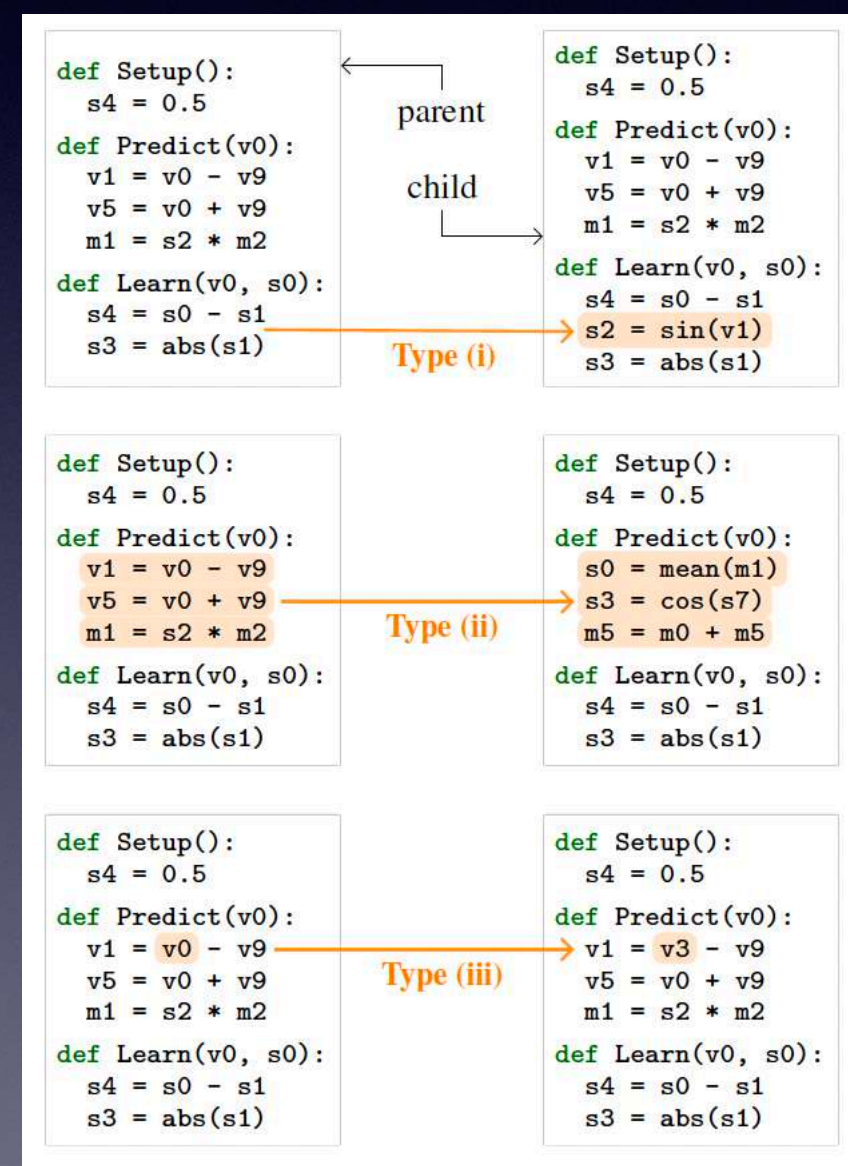 def Setup():
  s4 = 0.5
def Predict(v0):
  v1 = v0 - v9
  v5 = v0 + v9
  m1 = s2 * m2
def Learn(v0, s0):
  s4 = s0 - s1
  s3 = abs(s1)
parent
child
Type (i)
def Setup():
  s4 = 0.5
def Predict(v0):
  v1 = v0 - v9
  v5 = v0 + v9
  m1 = s2 * m2
def Learn(v0, s0):
  s4 = s0 - s1
  s2 = sin(v1)
  s3 = abs(s1)
def Setup():
  s4 = 0.5
def Predict(v0):
  v1 = v0 - v9
  v5 = v0 + v9
  m1 = s2 * m2
def Learn(v0, s0):
  s4 = s0 - s1
  s3 = abs(s1)
Type (ii)
def Setup():
  s4 = 0.5
def Predict(v0):
  s0 = mean(m1)
  s3 = cos(s7)
  m5 = m0 + m5
def Learn(v0, s0):
  s4 = s0 - s1
  s3 = abs(s1)
def Setup():
  s4 = 0.5
def Predict(v0):
  v1 = v0 - v9
  v5 = v0 + v9
  m1 = s2 * m2
def Learn(v0, s0):
  s4 = s0 - s1
  s3 = abs(s1)
Type (iii)
def Setup():
  s4 = 0.5
def Predict(v0):
  v1 = v3 - v9
  v5 = v0 + v9
  m1 = s2 * m2
def Learn(v0, s0):
  s4 = s0 - s1
  s3 = abs(s1)